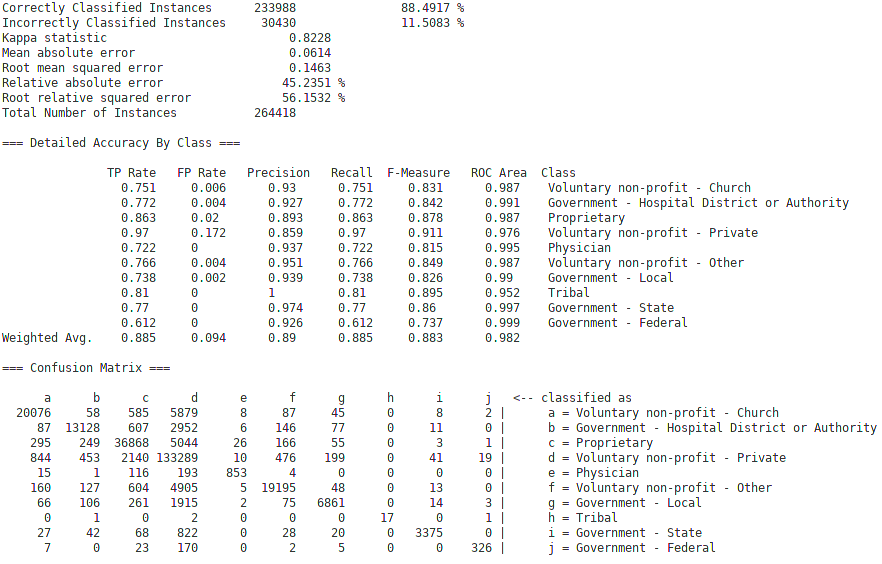 Correctly Classified Instances 233988 88.4917 %
Incorrectly Classified Instances 30430 11.5083 %
Kappa statistic 0.8228
Mean absolute error 0.0614
Root mean squared error 0.1463
Relative absolute error 45.2351 %
Root relative squared error 56.1532 %
Total Number of Instances 264418
=== Detailed Accuracy By Class ===
TP Rate FP Rate Precision Recall F-Measure ROC Area Class
0.751 0.006 0.93 0.751 0.831 0.987 Voluntary non-profit - Church
0.772 0.004 0.927 0.772 0.842 0.991 Government - Hospital District or Authority
0.863 0.02 0.893 0.863 0.878 0.987 Proprietary
0.97 0.172 0.859 0.97 0.911 0.976 Voluntary non-profit - Private
0.722 0 0.937 0.722 0.815 0.995 Physician
0.766 0.004 0.951 0.766 0.849 0.987 Voluntary non-profit - Other
0.738 0.002 0.939 0.738 0.826 0.99 Government - Local
0.81 0 1 0.81 0.895 0.952 Tribal
0.77 0 0.974 0.77 0.86 0.997 Government - State
0.612 0 0.926 0.612 0.737 0.999 Government - Federal
Weighted Avg. 0.885 0.094 0.89 0.885 0.883 0.982
=== Confusion Matrix ===
a b c d e f g h i j <-- classified as
20076 58 585 5879 8 87 45 0 8 2 | a = Voluntary non-profit - Church
87 13128 607 2952 6 146 77 0 11 0 | b = Government - Hospital District or Authority
295 249 36868 5044 26 166 55 0 3 1 | c = Proprietary
844 453 2140 133289 10 476 199 0 41 19 | d = Voluntary non-profit - Private
15 1 116 193 853 4 0 0 0 0 | e = Physician
160 127 604 4905 5 19195 48 0 13 0 | f = Voluntary non-profit - Other
66 106 261 1915 2 75 6861 0 14 3 | g = Government - Local
0 1 0 2 0 0 0 17 0 1 | h = Tribal
27 42 68 822 0 28 20 0 3375 0 | i = Government - State
7 0 23 170 0 2 5 0 0 326 | j = Government - Federal